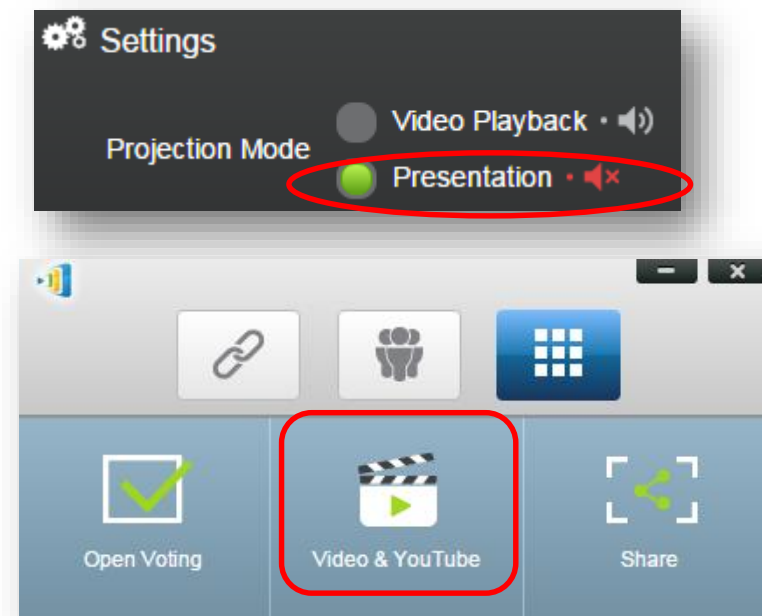 Settings
Video Playback
Projection Mode
Presentation
Open Voting
Video & YouTube
Share